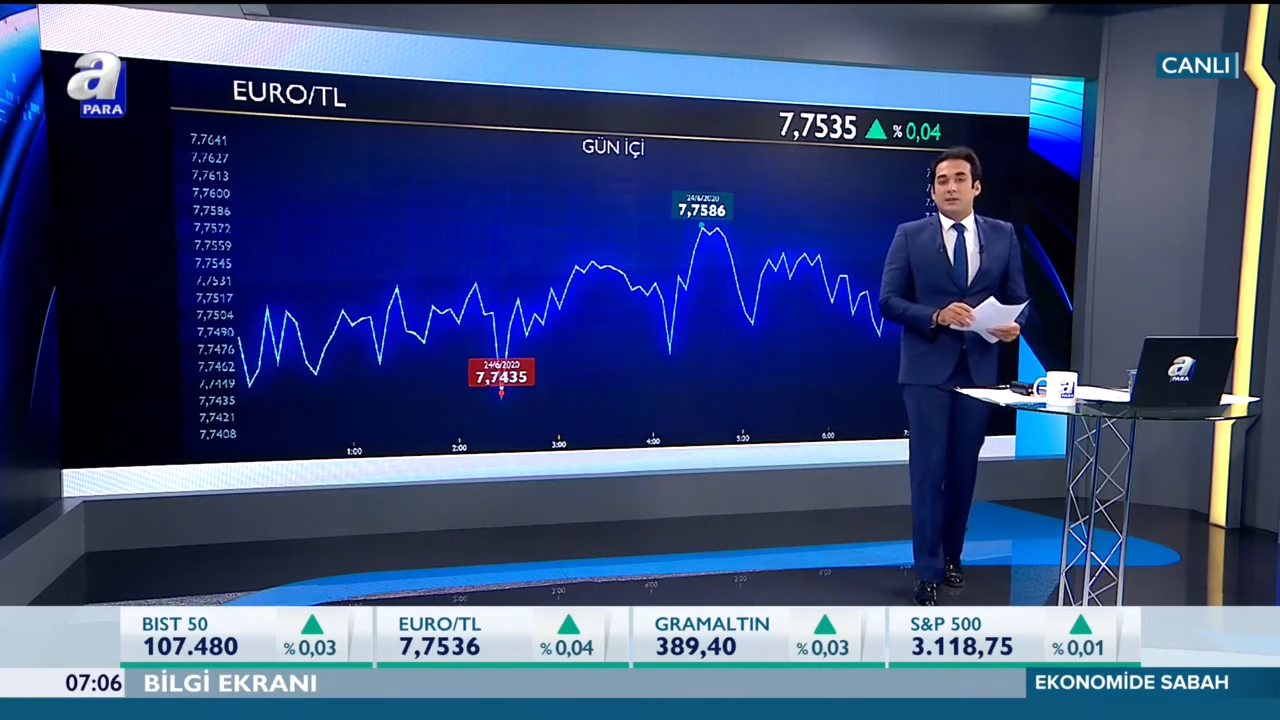 a
PARA
CANLI
EURO/TL
7,7535 ▲ % 0,04
GÜN İÇİ
7,7641
7,7627
7,7613
7,7600
7,7586
7,7572
7,7559
7,7545
7,7531
7,7517
7,7504
7,7490
7,7476
7,7462
7,7449
7,7435
7,7421
7,7408
24/6/2020
7,7586
24/6/2020
7,7435
1:00 2:00 3:00 4:00 5:00 6:00
a
PARA
a
BIST 50
107.480 %0,03
EURO/TL
7,7536 %0,04
GRAMALTIN
389,40 %0,03
S&P 500
3.118,75 %0,01
07:06 BİLGİ EKRANI
EKONOMİDE SABAH